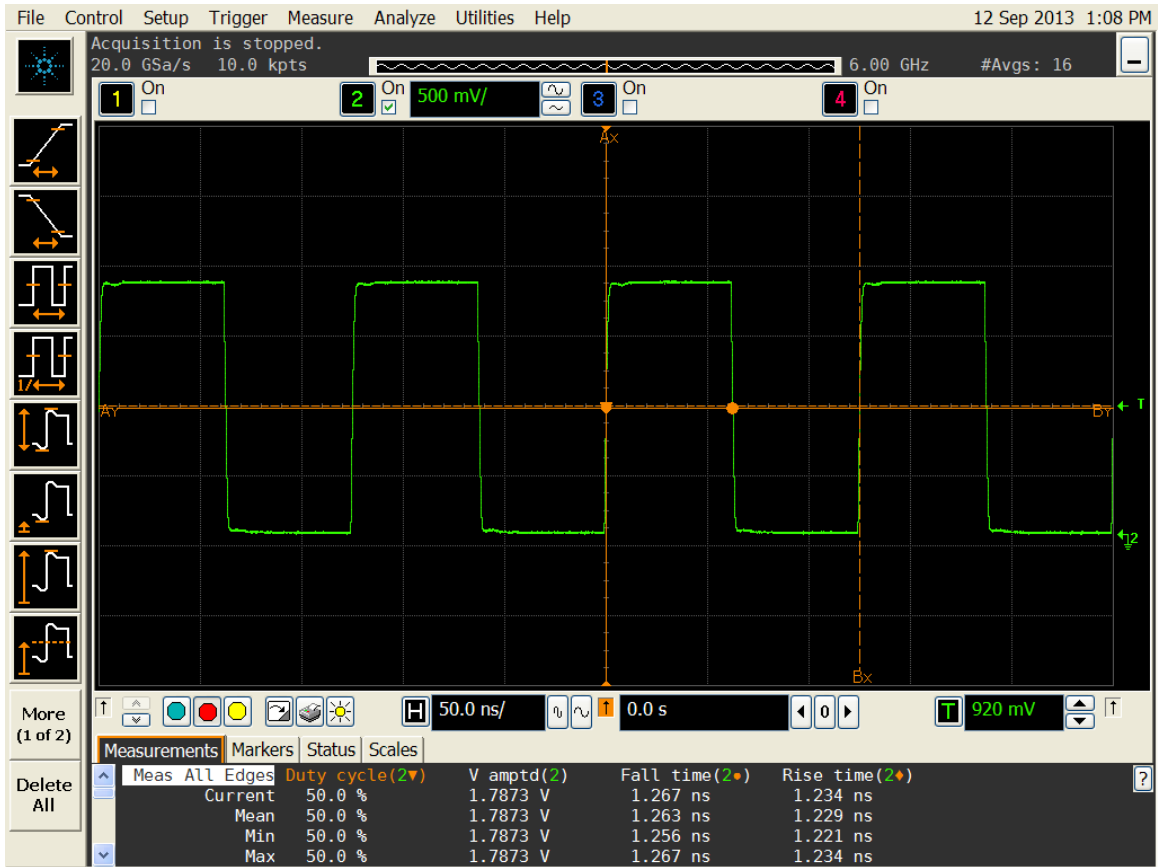 File Control Setup Trigger Measure Analyze Utilities Help 12 Sep 2013 1:08 PM
Acquisition is stopped.
20.0 GSa/s 10.0 kpts 6.00 GHz #Avgs: 16
1 On 2 On 500 mV/ 3 On 4 On
Ax
AY BY T
2
Bx
1/
More
(1 of 2)
Delete
All
H 50.0 ns/ 0.0 s 0 T 920 mV
Measurements Markers Status Scales
Meas All Edges Duty cycle(2▼) V amptd(2) Fall time(2●) Rise time(2♦) ?
Current 50.0 % 1.7873 V 1.267 ns 1.234 ns
Mean 50.0 % 1.7873 V 1.263 ns 1.229 ns
Min 50.0 % 1.7873 V 1.256 ns 1.221 ns
Max 50.0 % 1.7873 V 1.267 ns 1.234 ns